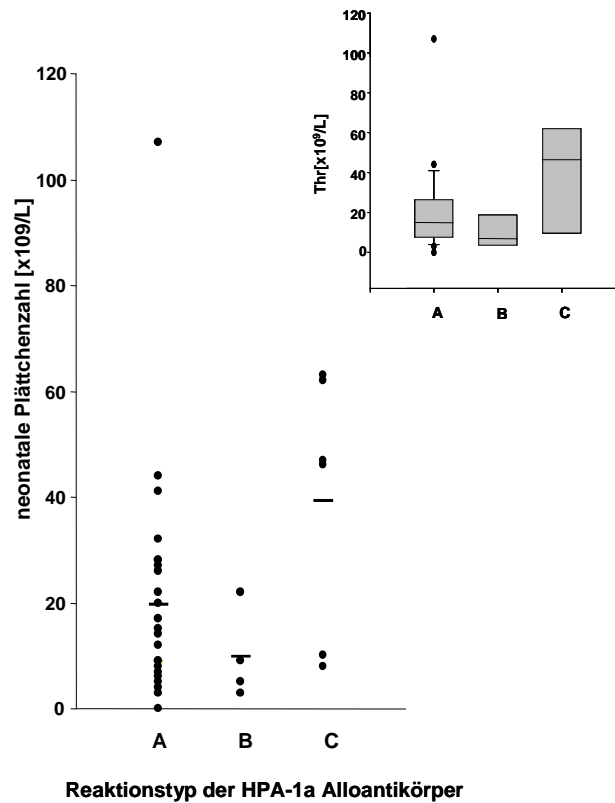 120
100
80
60
40
20
0
neonatale Plättchenzahl [x109/L]
A B C
Reaktionstyp der HPA-1a Alloantikörper
120
100
80
60
40
20
0
Thr[x10⁹/L]
A B C